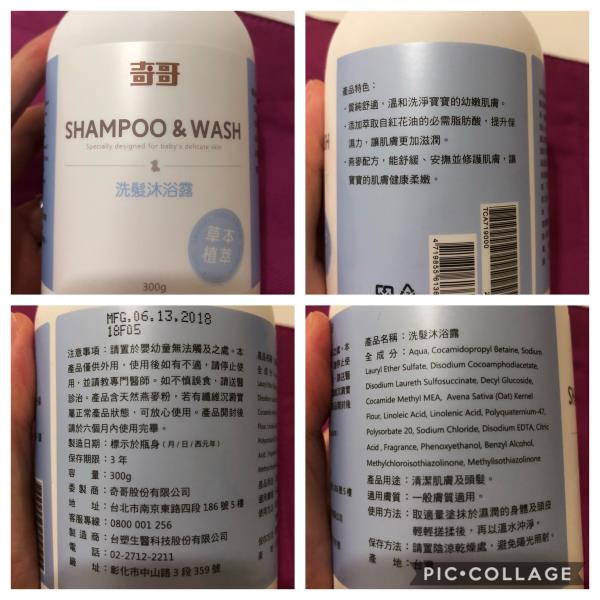 奇哥
SHAMPOO & WASH
Specially designed for baby's delicate skin
洗髮沐浴露
草本
植萃
300g
產品特色：
·質純舒適，溫和洗淨寶寶的幼嫩肌膚。
·添加萃取自紅花油的必需脂肪酸，提升保
濕力，讓肌膚更加滋潤。
·燕麥配方，能舒緩、安撫並修護肌膚，讓
寶寶的肌膚健康柔嫩。
TCA719000
MFG.06.13.2018
18F05
注意事項：請置於嬰幼童無法觸及之處。本
產品僅供外用，使用後如有不適，請停止使
用，並請教專門醫師。如不慎誤食，請送醫
診治。產品含天然燕麥粉，若有纖維沉澱實
屬正常產品狀態，可放心使用。產品開封後
請於六個月內使用完畢。
製造日期：標示於瓶身（月/日/西元年）
保存期限：3 年
容量：300g
委製商：奇哥股份有限公司
地址：台北市南京東路四段 186 號 5 樓
客服專線：0800 001 256
製造商：台塑生醫科技股份有限公司
電話：02-2712-2211
廠址：彰化市中山路 3 段 359 號
產品名稱：洗髮沐浴露
全成分：Aqua, Cocamidopropyl Betaine, Sodium
Lauryl Ether Sulfate, Disodium Cocoamphodiacetate,
Disodium Laureth Sulfosuccinate, Decyl Glucoside,
Cocamide Methyl MEA, Avena Sativa (Oat) Kernel
Flour, Linoleic Acid, Linolenic Acid, Polyquaternium-47,
Polysorbate 20, Sodium Chloride, Disodium EDTA, Citric
Acid , Fragrance, Phenoxyethanol, Benzyl Alcohol,
Methylchloroisothiazolinone, Methylisothiazolinone
用途：清潔肌膚及頭髮。
適用膚質：一般膚質適用。
使用方法：取適量塗抹於濕潤的身體及頭皮
輕輕搓揉後，再以溫水沖淨。
保存方法：請置陰涼乾燥處，避免陽光照射。
產地：台
PIC•COLLAGE